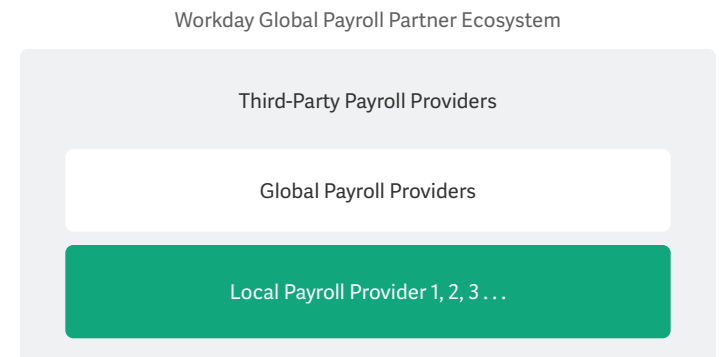 Workday Global Payroll Partner Ecosystem
Third-Party Payroll Providers
Global Payroll Providers
Local Payroll Provider 1, 2, 3 . . .